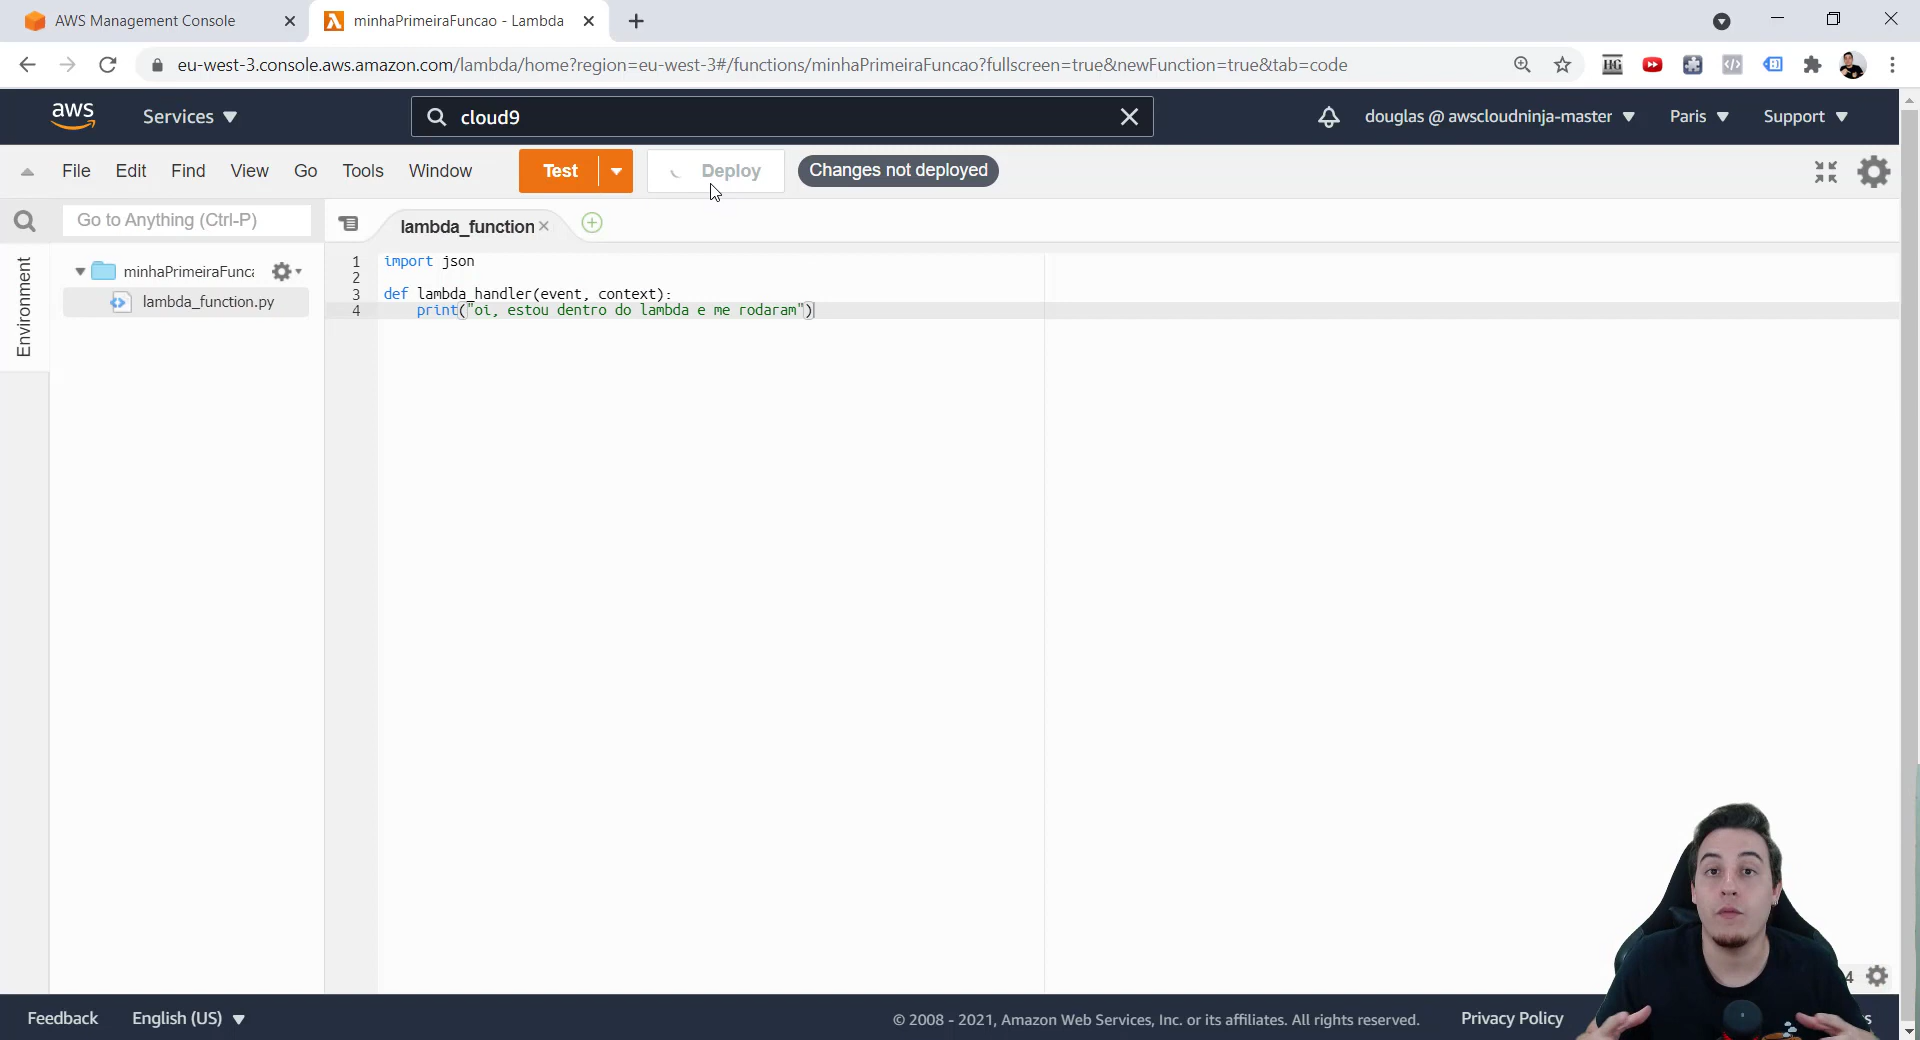 AWS Management Console
minhaPrimeiraFuncao - Lambda
eu-west-3.console.aws.amazon.com/lambda/home?region=eu-west-3#/functions/minhaPrimeiraFuncao?fullscreen=true&newFunction=true&tab=code
aws
Services
cloud9
douglas @ awscloudninja-master
Paris
Support
File Edit Find View Go Tools Window
Test
Deploy
Changes not deployed
Go to Anything (Ctrl-P)
lambda_function
Environment
minhaPrimeiraFunc
lambda_function.py
1 import json
2
3 def lambda_handler(event, context):
4 print("oi, estou dentro do lambda e me rodaram")
Feedback
English (US)
© 2008 - 2021, Amazon Web Services, Inc. or its affiliates. All rights reserved.
Privacy Policy